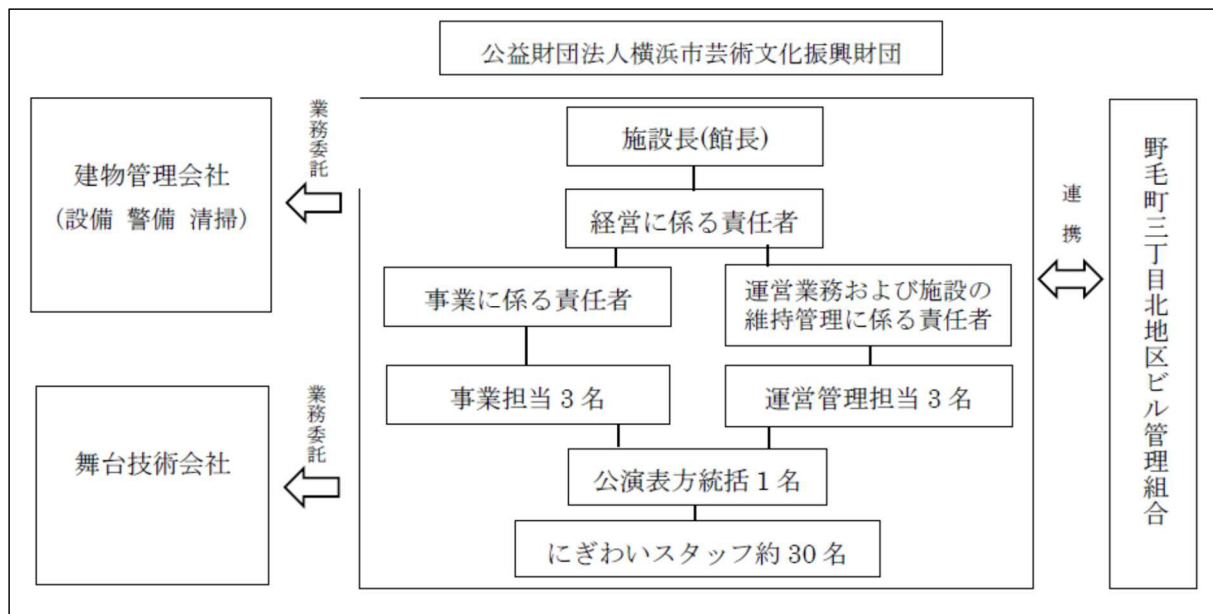 公益財団法人横浜市芸術文化振興財団
建物管理会社
(設備 警備 清掃)
業務委託
舞台技術会社
業務委託
施設長(館長)
経営に係る責任者
事業に係る責任者
運営業務および施設の
維持管理に係る責任者
事業担当3名
運営管理担当3名
公演表方統括1名
にぎわいスタッフ約30名
連携
野毛町三丁目北地区ビル管理組合